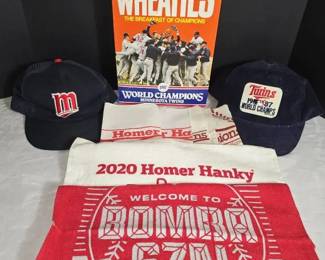 WHEATIES
THE BREAKFAST OF CHAMPIONS
WORLD CHAMPIONS
MINNESOTA TWINS
m
Twins
1987
WORLD CHAMPS
Homer Hanky
2020 Homer Hanky
WELCOME TO
BOMBA